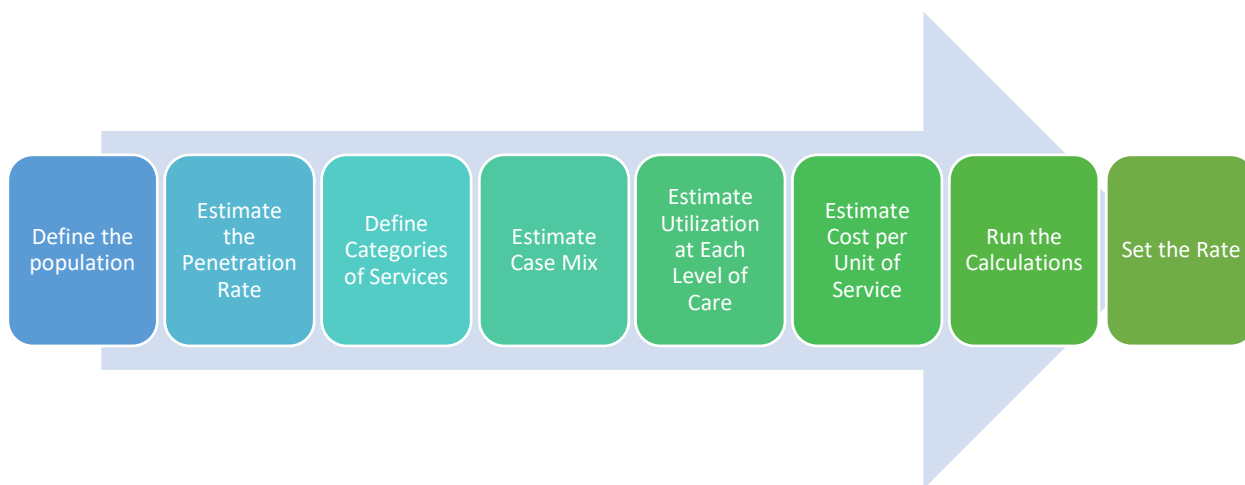 Define the
population
Estimate
the
Penetration
Rate
Define
Categories
of Services
Estimate
Case Mix
Estimate
Utilization
at Each
Level of
Care
Estimate
Cost per
Unit of
Service
Run the
Calculations
Set the Rate